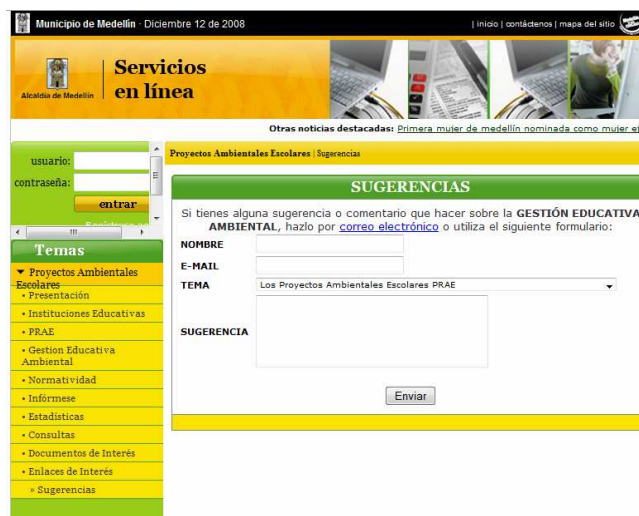 Municipio de Medellín - Diciembre 12 de 2008
| inicio | contáctenos | mapa del sitio
Alcaldía de Medellín
Servicios
en línea
Otras noticias destacadas: Primera mujer de medellín nominada como mujer
usuario:
contraseña:
entrar
Proyectos Ambientales Escolares | Sugerencias
SUGERENCIAS
Si tienes alguna sugerencia o comentario que hacer sobre la GESTIÓN EDUCATIVA
AMBIENTAL, hazlo por correo electrónico o utiliza el siguiente formulario:
NOMBRE
E-MAIL
TEMA
Los Proyectos Ambientales Escolares PRAE
SUGERENCIA
Enviar
Temas
Proyectos Ambientales
Escolares
• Presentación
• Instituciones Educativas
• PRAE
• Gestion Educativa
Ambiental
• Normatividad
• Infórmese
• Estadísticas
• Consultas
• Documentos de Interés
• Enlaces de Interés
» Sugerencias